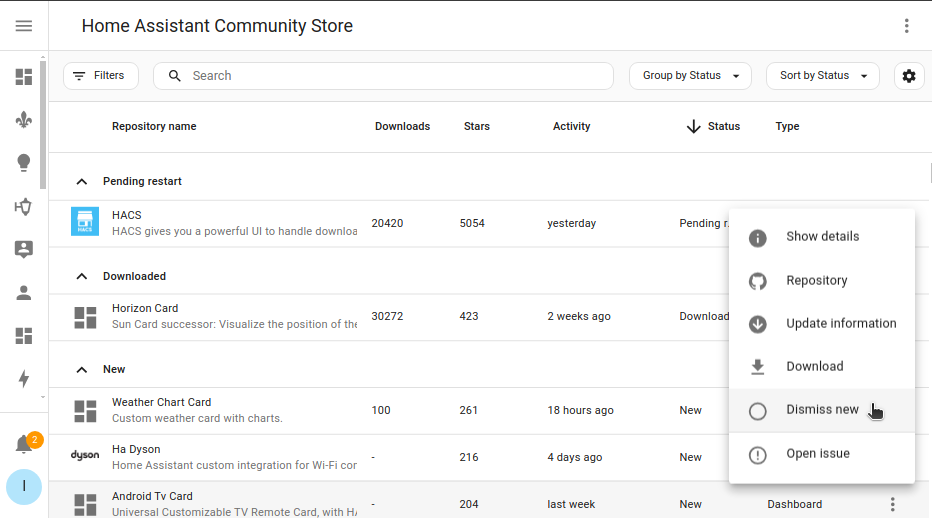 Home Assistant Community Store
Filters
Search
Group by Status
Sort by Status
Repository name Downloads Stars Activity Status Type
Pending restart
HACS
HACS
HACS gives you a powerful UI to handle downloa
20420 5054 yesterday Pending r.
Downloaded
Horizon Card
Sun Card successor: Visualize the position of the
30272 423 2 weeks ago Download
New
Weather Chart Card
Custom weather card with charts.
100 261 18 hours ago New
dyson
Ha Dyson
Home Assistant custom integration for Wi-Fi cor
- 216 4 days ago New
Android Tv Card
Universal Customizable TV Remote Card, with HA
- 204 last week New Dashboard
Show details
Repository
Update information
Download
Dismiss new
Open issue
2
I